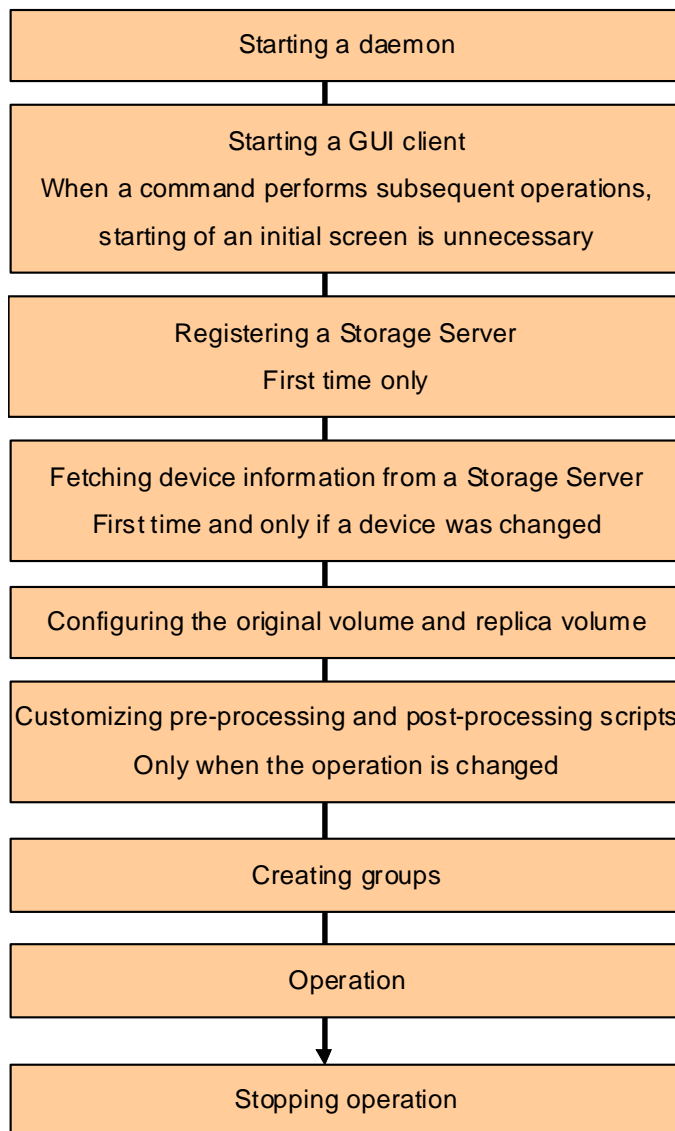 Starting a daemon
Starting a GUI client
When a command performs subsequent operations,
starting of an initial screen is unnecessary
Registering a Storage Server
First time only
Fetching device information from a Storage Server
First time and only if a device was changed
Configuring the original volume and replica volume
Customizing pre-processing and post-processing scripts
Only when the operation is changed
Creating groups
Operation
Stopping operation